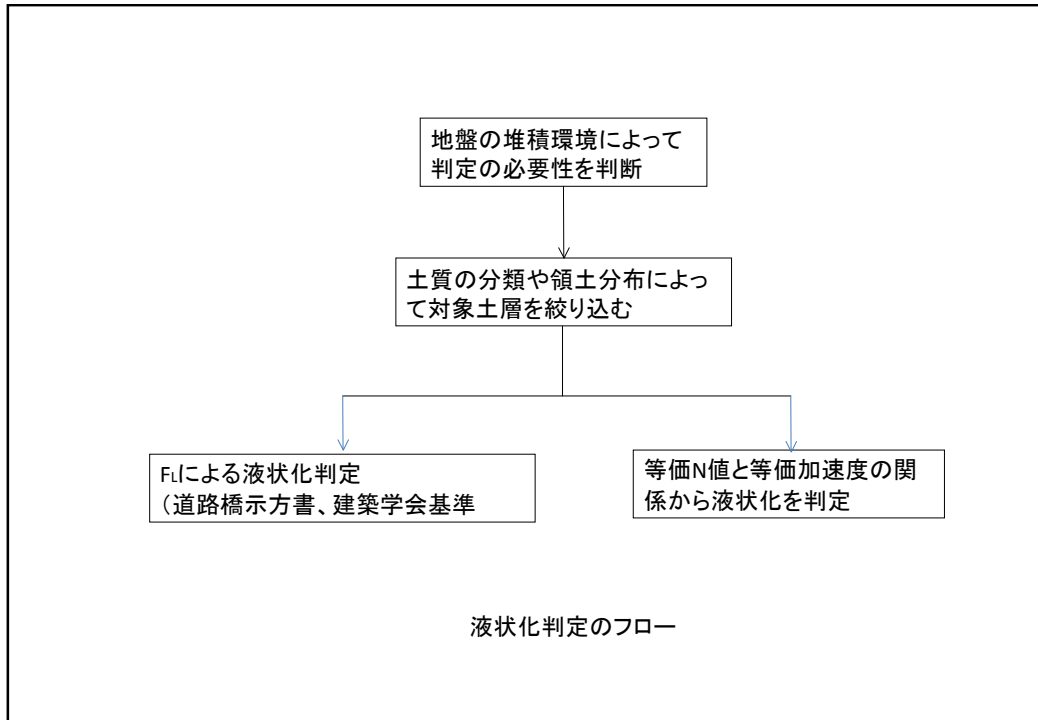 地盤の堆積環境によって
判定の必要性を判断
土質の分類や領土分布によっ
て対象土層を絞り込む
FLによる液状化判定
（道路橋示方書、建築学会基準
等価N値と等価加速度の関
係から液状化を判定
液状化判定のフロー